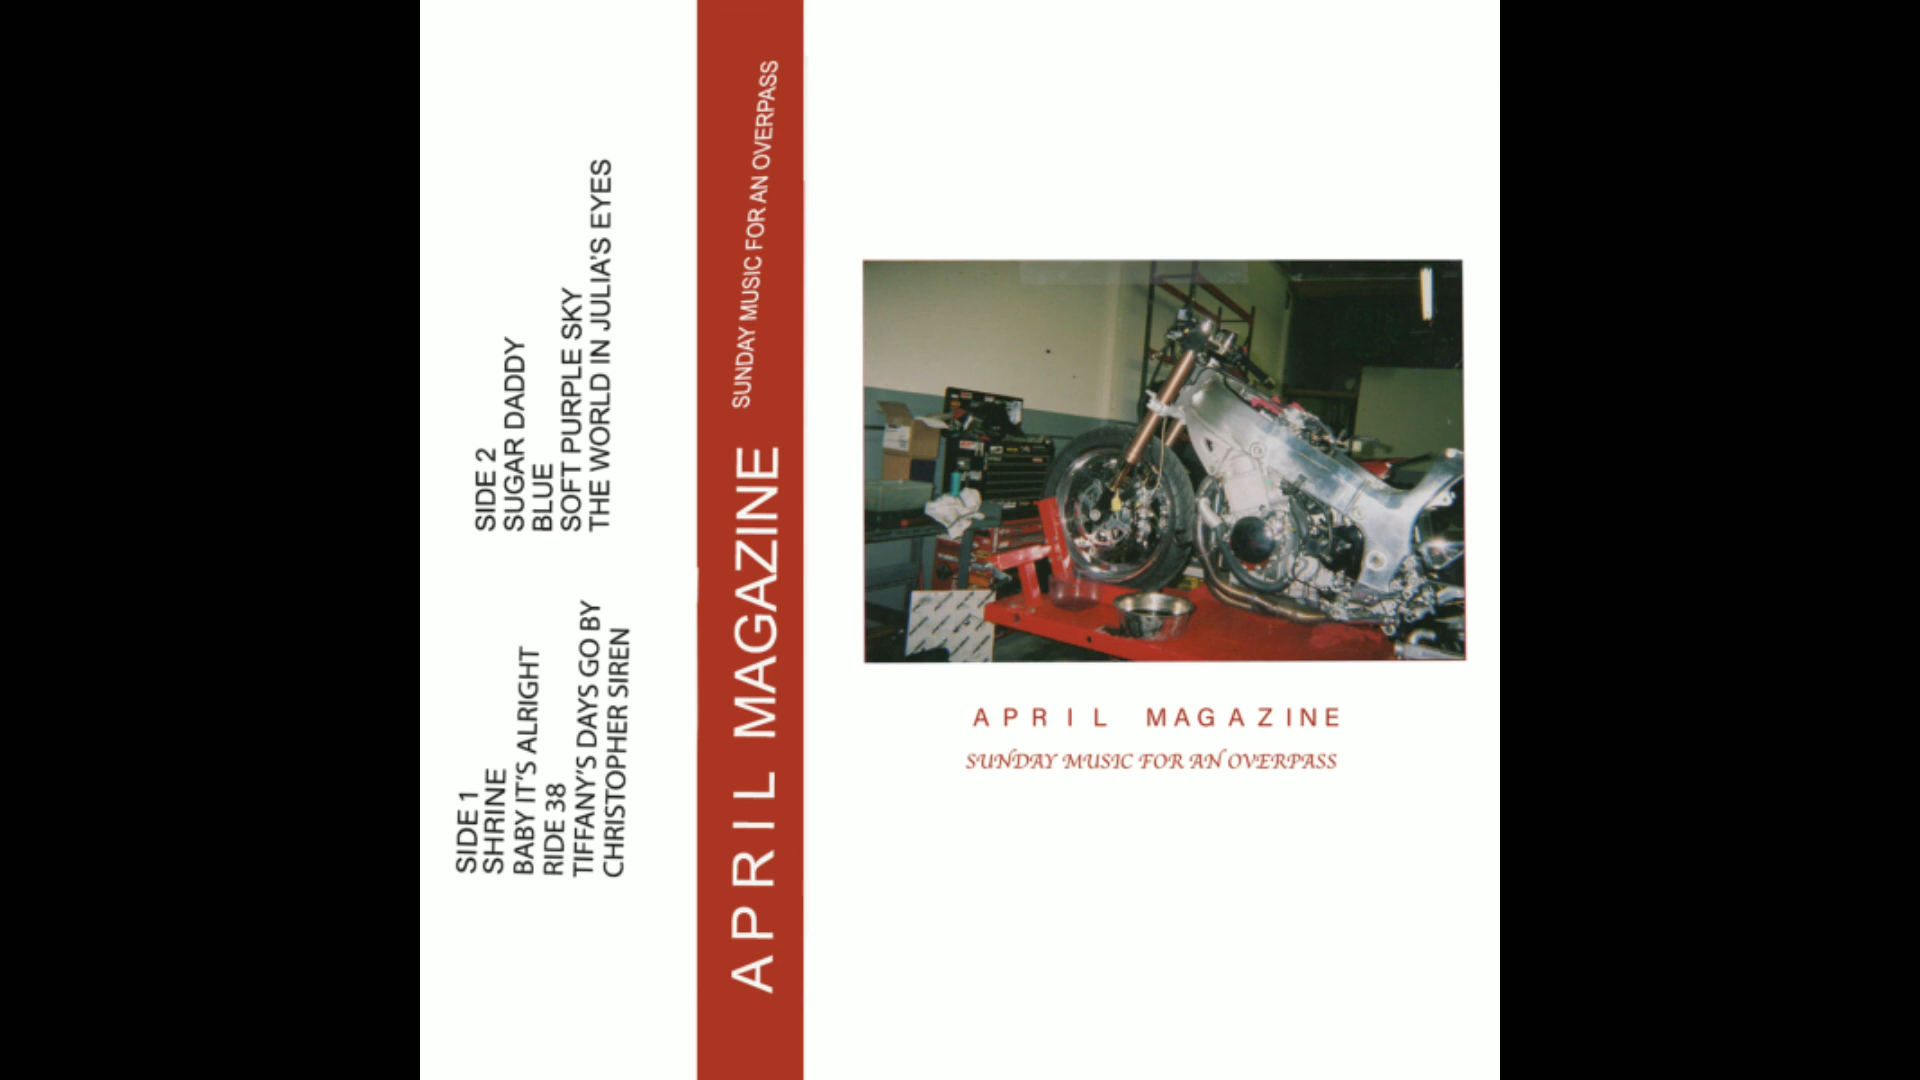 SIDE 1
SHRINE
BABY IT'S ALRIGHT
RIDE 38
TIFFANY'S DAYS GO BY
CHRISTOPHER SIREN
SIDE 2
SUGAR DADDY
BLUE
SOFT PURPLE SKY
THE WORLD IN JULIA'S EYES
APRIL MAGAZINE
SUNDAY MUSIC FOR AN OVERPASS
APRIL MAGAZINE
SUNDAY MUSIC FOR AN OVERPASS